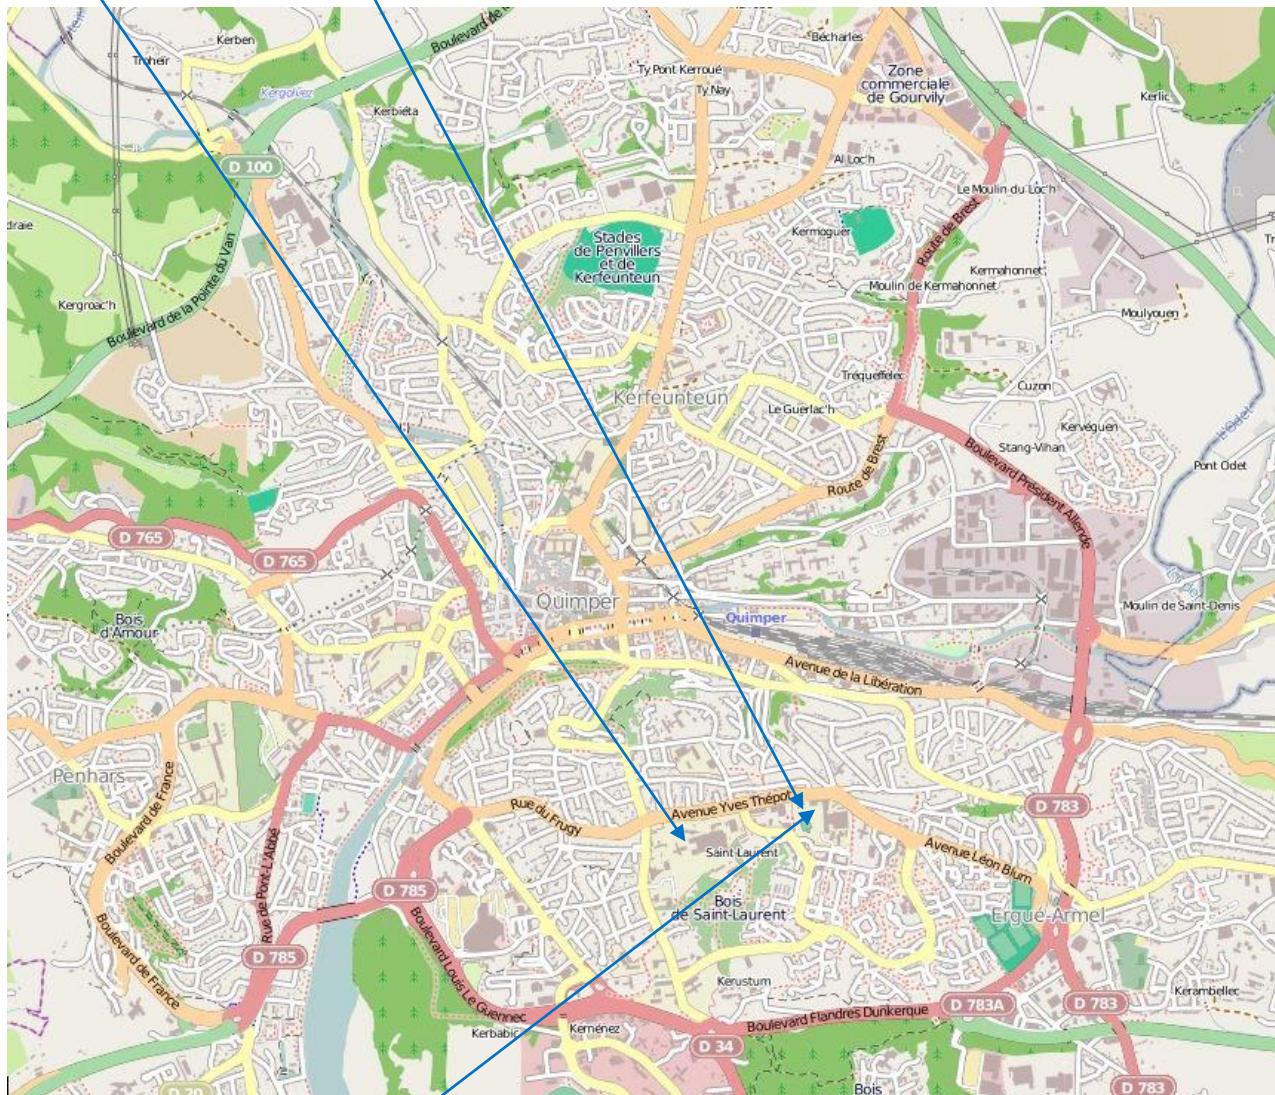 Boulevard de
Bécharles
Kerben
Troheir
Ty Pont Kerroué
Zone
commerciale
de Gourvily
Ty Nay
Kergolvez
Kerbiéta
Kerlic
D 100
Al Loc'h
Le Moulin du Loc'h
Route de Brest
draie
Kermoguer
Stades
de Penvillers
et de
Kerfeunteun
Kermahonnet
Moulin de Kermahonnet
Boulevard de la Pointe du Van
Kergroac'h
Moulyouen
Tréqueffelec
Cuzon
Kerfeunteun
Le Guerlac'h
Kervéguen
L'Odet
Stang-Vihan
Pont Odet
Route de Brest
Boulevard Président Allende
D 765
D 765
Quimper
Quimper
Moulin de Saint-Denis
Bois
d'Amour
Avenue de la Libération
Penhars
Boulevard de France
Rue du Frugy
Avenue Yves Thépot
D 783
Saint-Laurent
Avenue Léon Blum
Rue de Pont-L'Abbé
D 785
Bois
de Saint-Laurent
Ergué-Armel
Boulevard de France
D 785
Boulevard Louis Le Guennec
Kerustum
Kerambellec
D 783A
D 783
Boulevard Flandres Dunkerque
Kerbabic
Kernénez
D 34
D 20
Bois
D 783